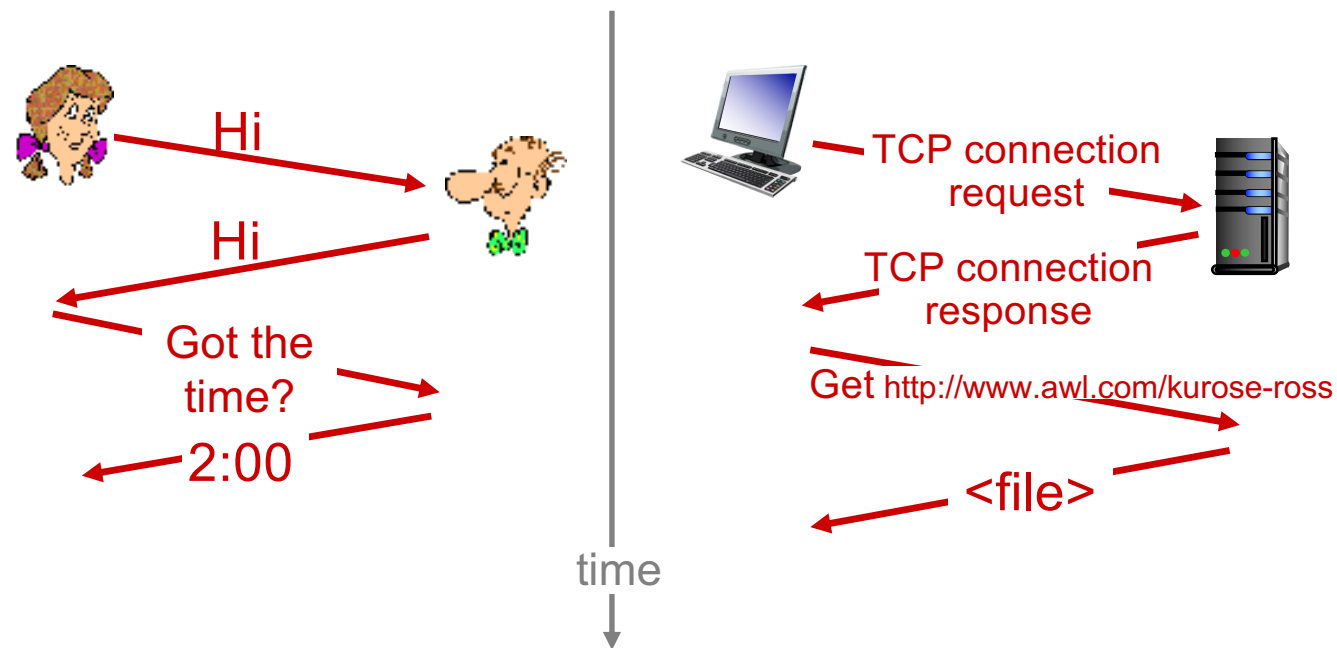 Hi
Hi
Got the
time?
2:00
time
TCP connection
request
TCP connection
response
Get http://www.awl.com/kurose-ross
<file>